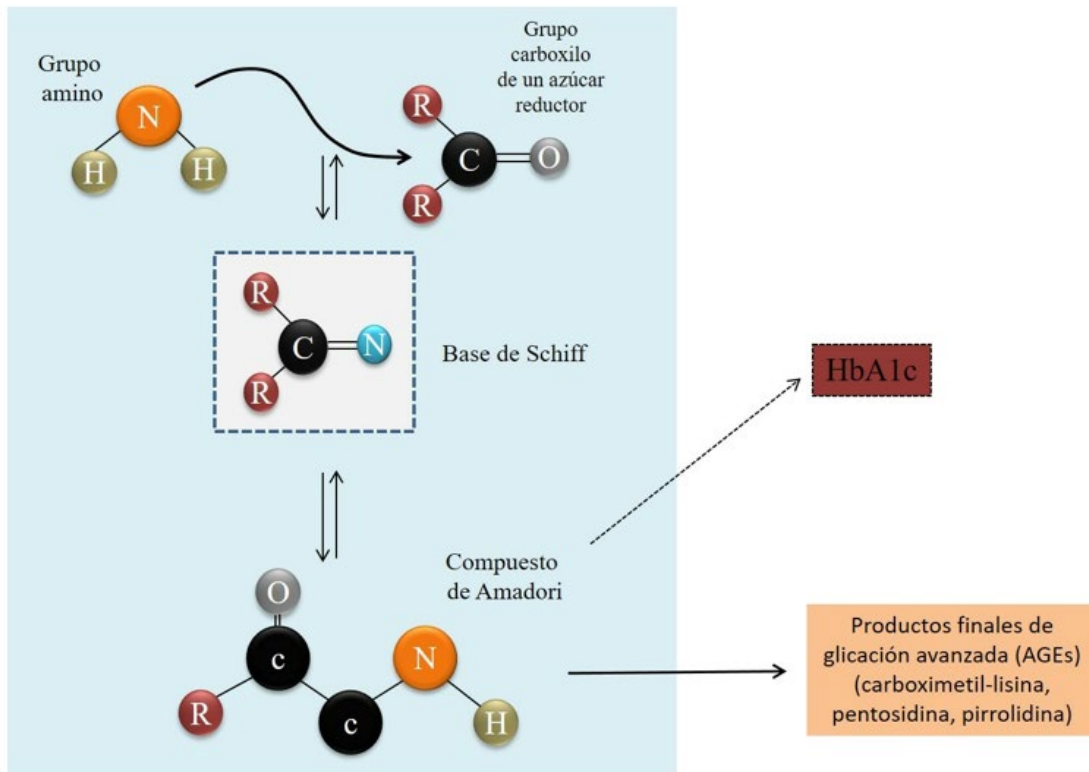 Grupo
amino
N
H
H
Grupo
carboxilo
de un azúcar
reductor
R
C
O
R
R
C
N
R
Base de Schiff
HbA1c
Compuesto
de Amadori
O
c
N
R
c
H
Productos finales de
glicación avanzada (AGEs)
(carboximetil-lisina,
pentosidina, pirrolidina)